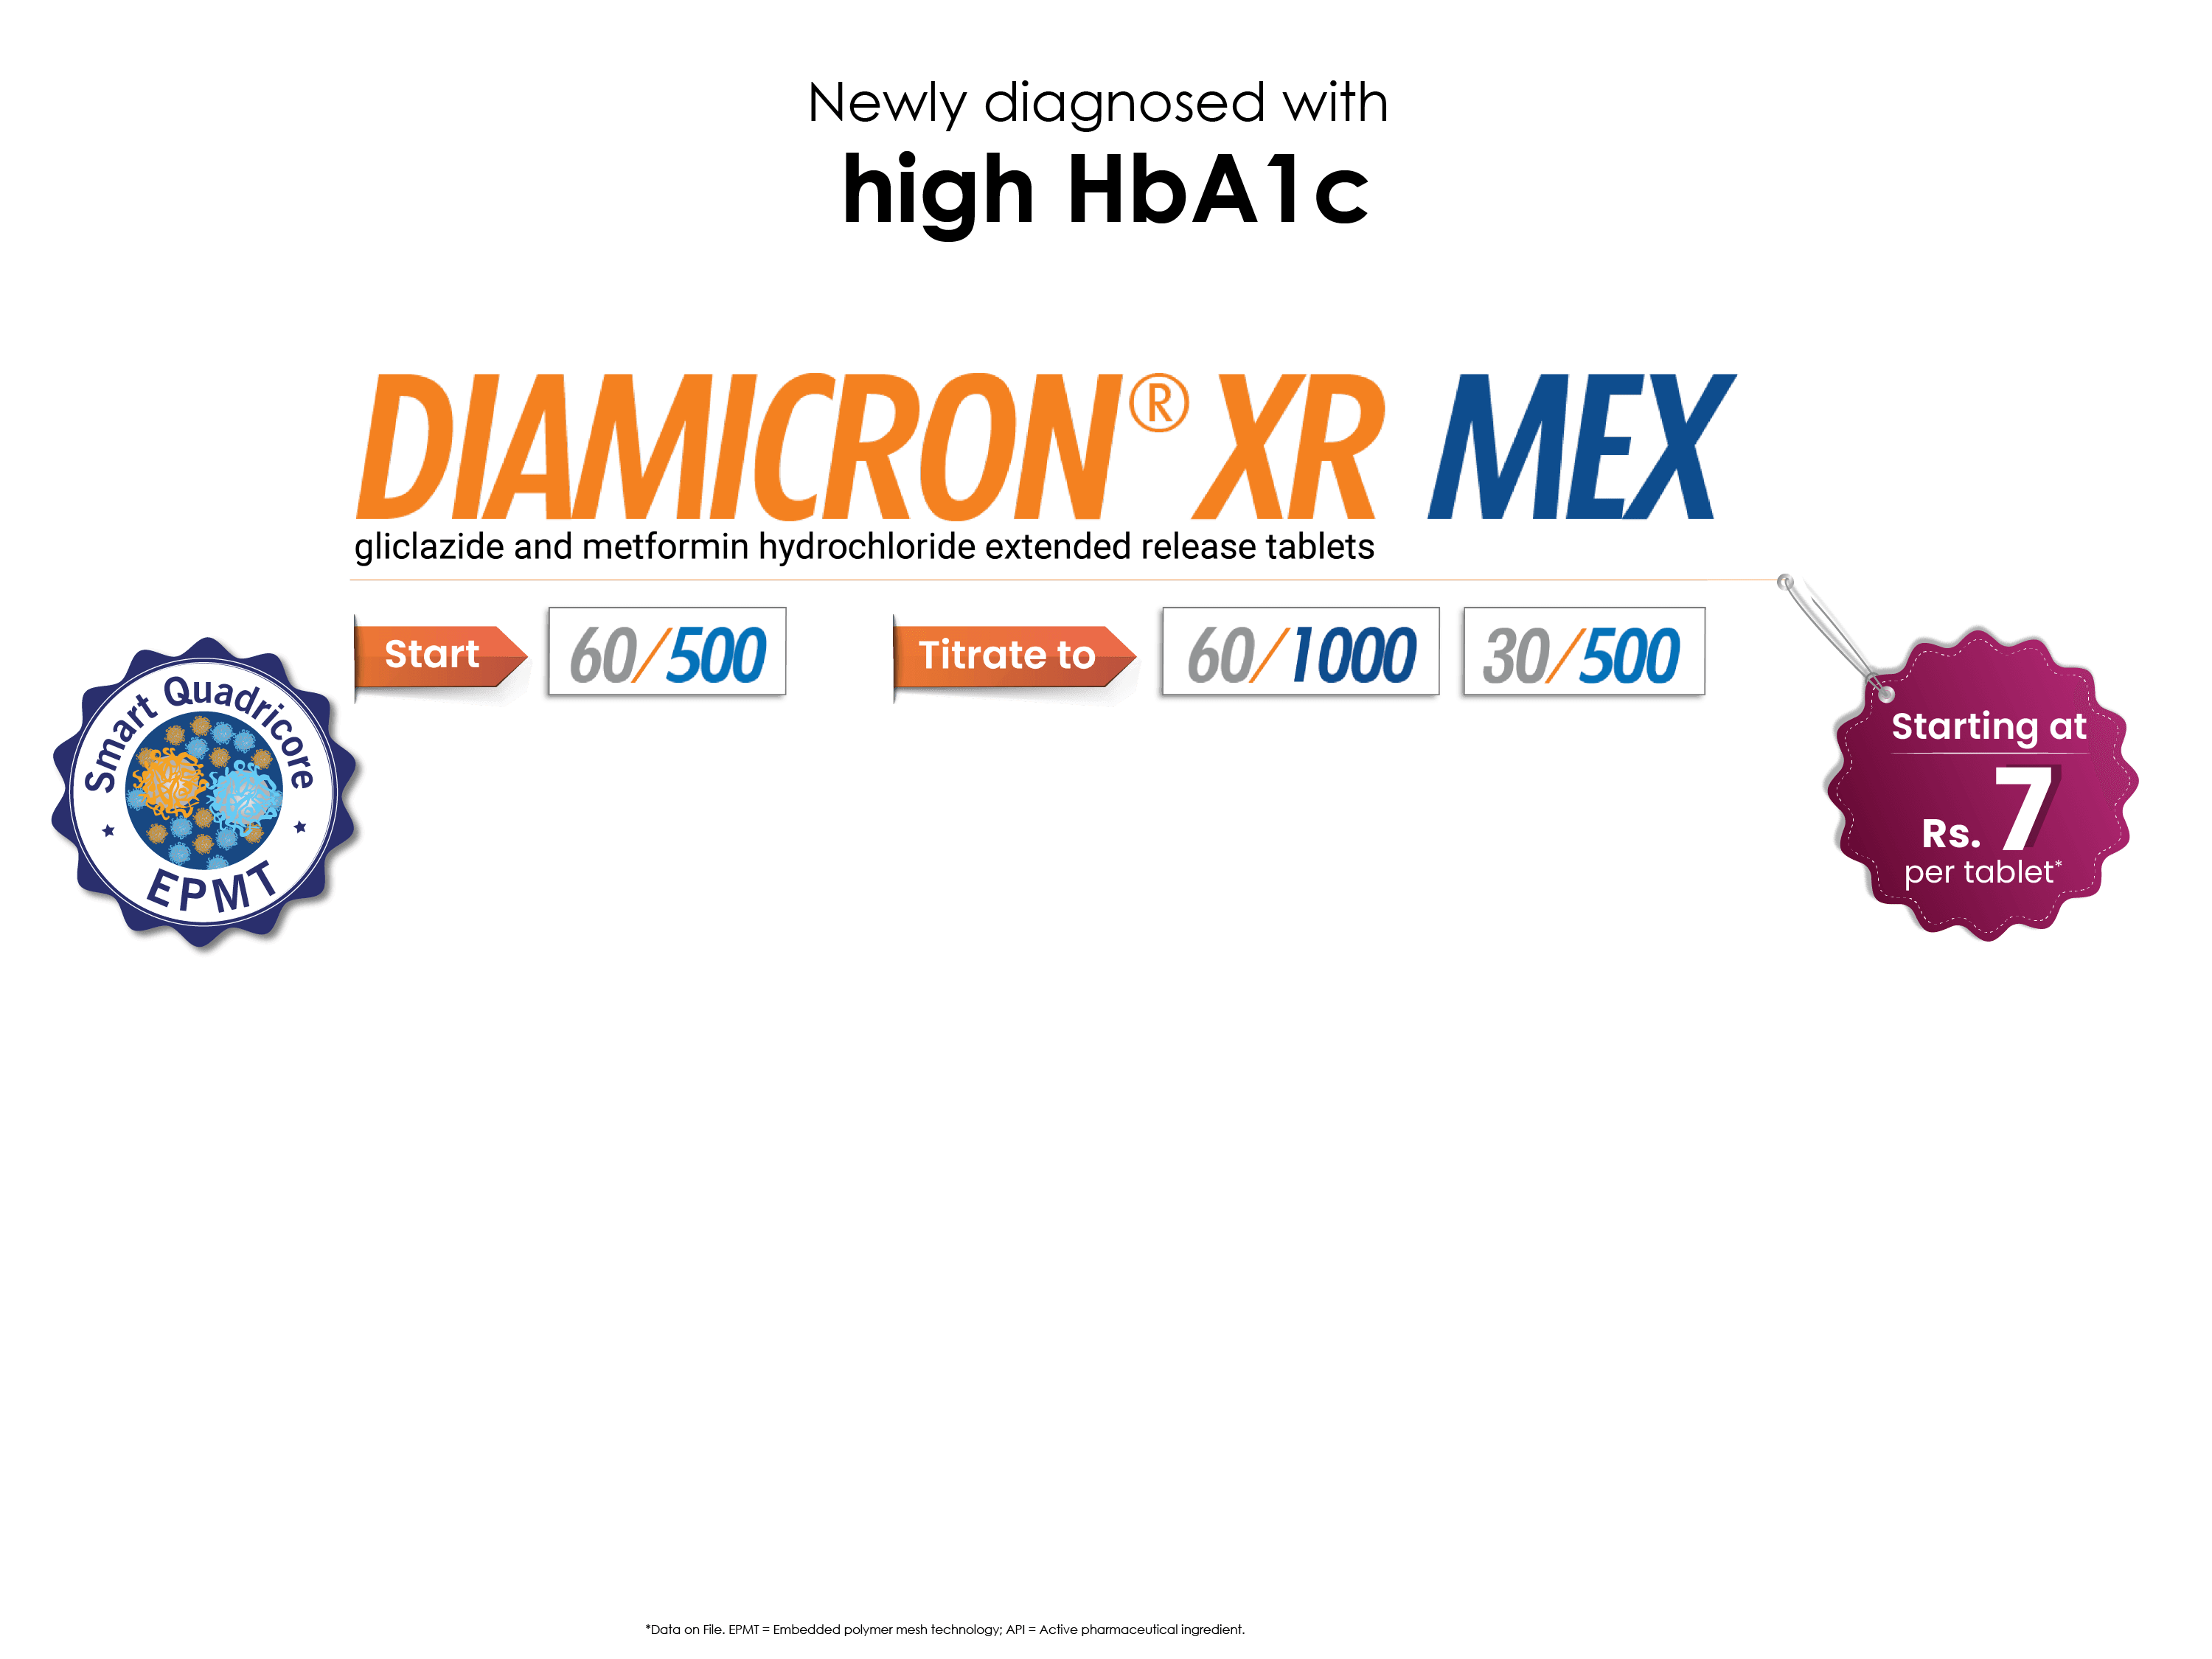 Newly diagnosed with
high HbA1c
DIAMICRON® XR MEX
gliclazide and metformin hydrochloride extended release tablets
Start 60/500 Titrate to 60/1000 30/500
Smart Quadricore
EPMT
Starting at
Rs. 7
per tablet*
*Data on File. EPMT = Embedded polymer mesh technology; API = Active pharmaceutical ingredient.